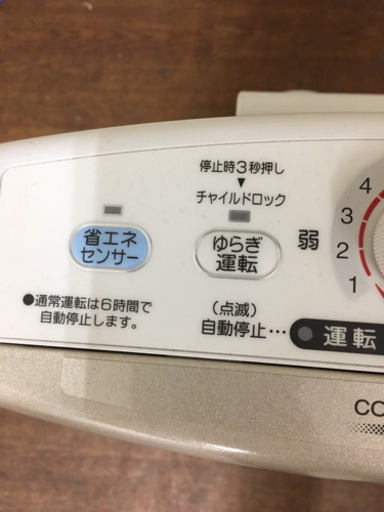 停止時3秒押し
▼
チャイルドロック
省エネ
センサー
ゆらぎ
運転
弱
4
3
2
1
●通常運転は6時間で
自動停止します。
(点滅)
自動停止…
運転